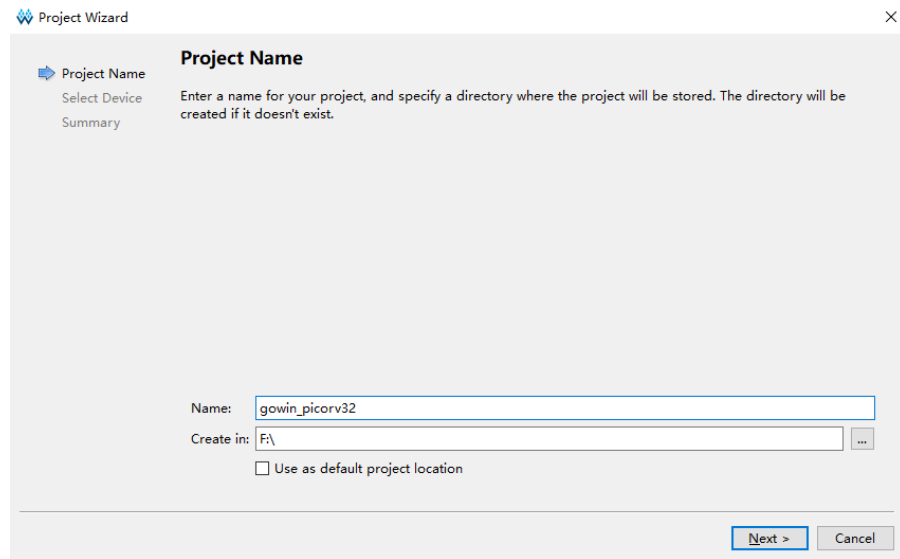 Project Wizard
Project Name
Select Device
Summary
Project Name
Enter a name for your project, and specify a directory where the project will be stored. The directory will be
created if it doesn't exist.
Name: gowin_picorv32
Create in: F:\ ...
Use as default project location
Next > Cancel